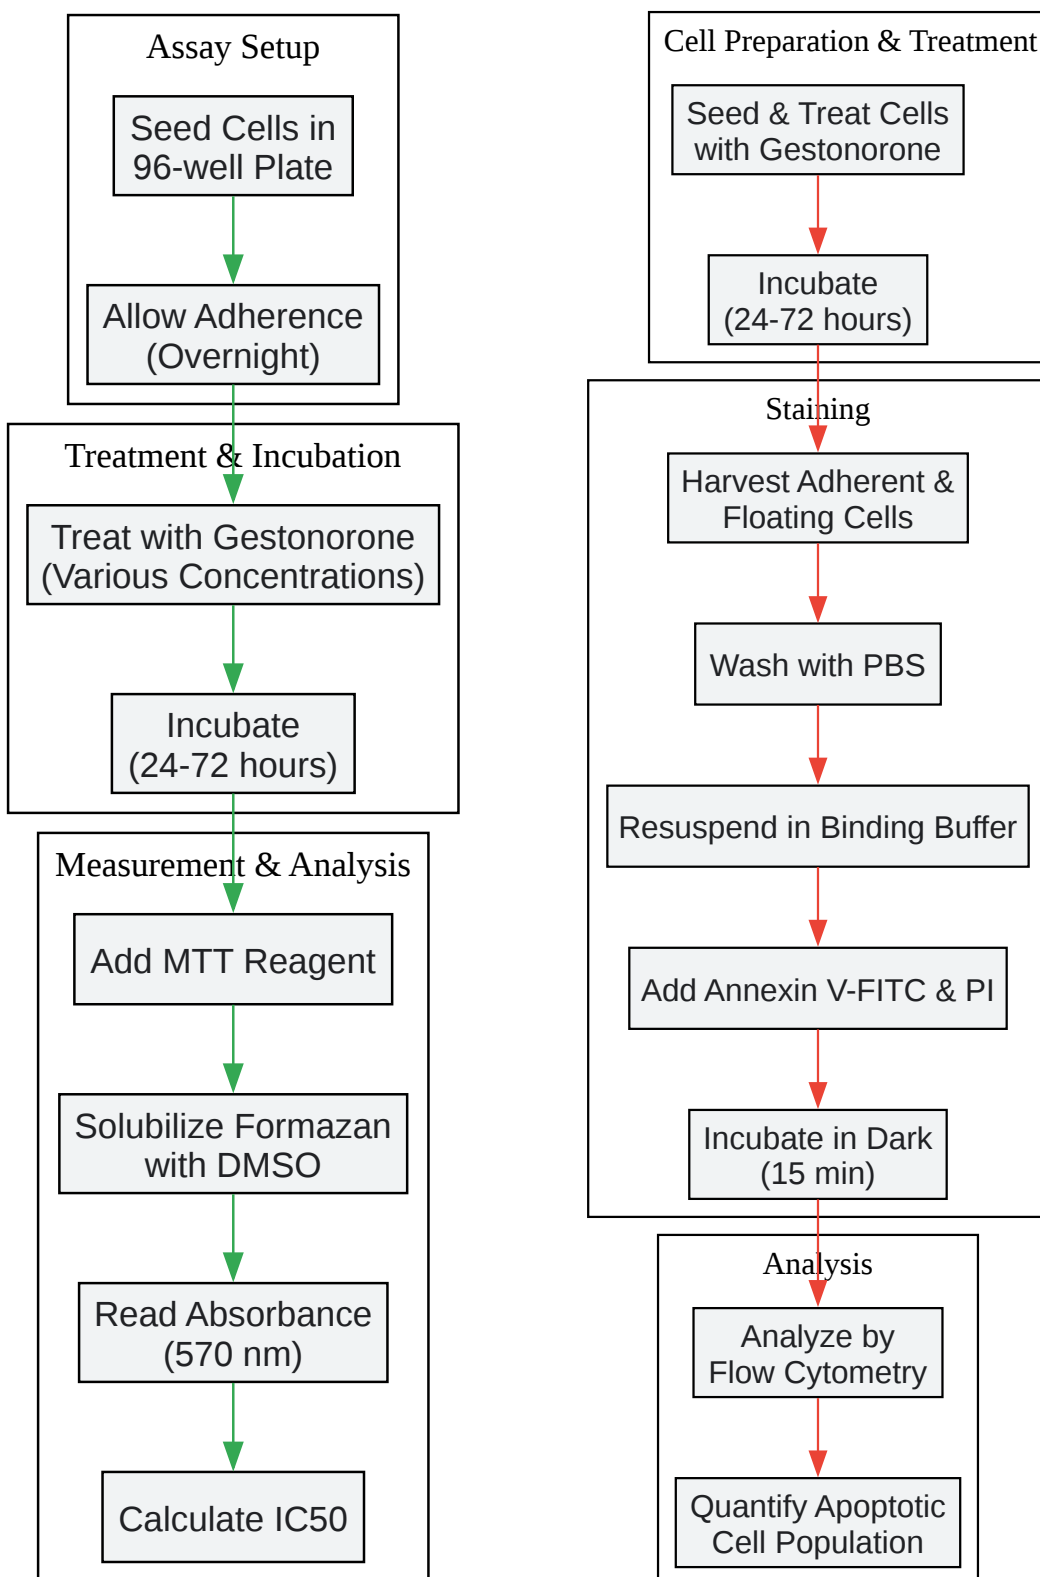 Assay Setup
Seed Cells in
96-well Plate
Allow Adherence
(Overnight)
Treatment & Incubation
Treat with Gestonorone
(Various Concentrations)
Incubate
(24-72 hours)
Measurement & Analysis
Add MTT Reagent
Solubilize Formazan
with DMSO
Read Absorbance
(570 nm)
Calculate IC50
Cell Preparation & Treatment
Seed & Treat Cells
with Gestonorone
Incubate
(24-72 hours)
Staining
Harvest Adherent &
Floating Cells
Wash with PBS
Resuspend in Binding Buffer
Add Annexin V-FITC & PI
Incubate in Dark
(15 min)
Analysis
Analyze by
Flow Cytometry
Quantify Apoptotic
Cell Population